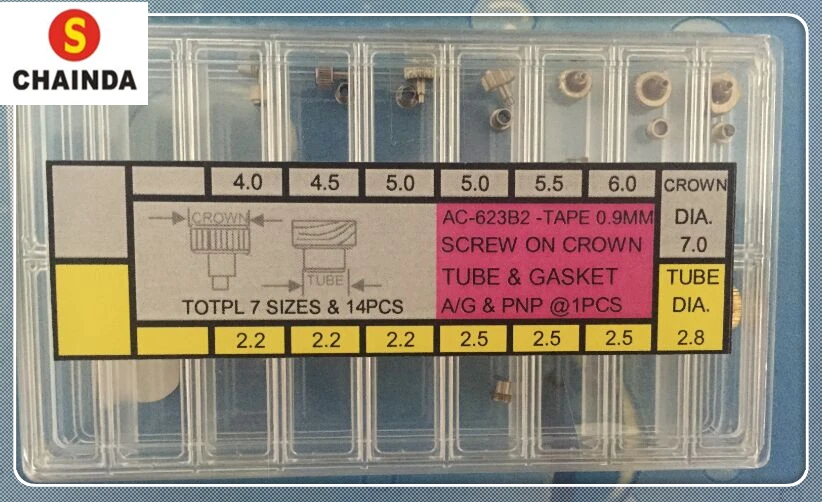 S
CHAINDA
4.0 4.5 5.0 5.0 5.5 6.0 CROWN
DIA.
7.0
CROWN
TUBE
TOTPL 7 SIZES & 14PCS
AC-623B2 -TAPE 0.9MM
SCREW ON CROWN
TUBE & GASKET
A/G & PNP @1PCS
TUBE
DIA.
2.2 2.2 2.2 2.5 2.5 2.5 2.8